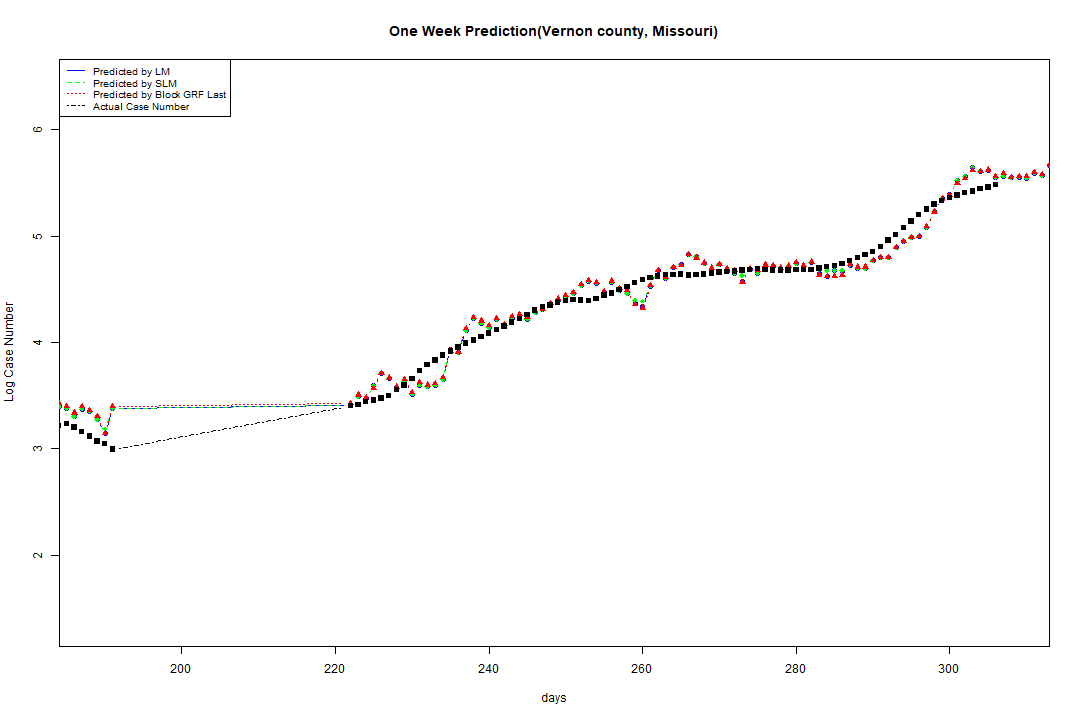 One Week Prediction(Vernon county, Missouri)
Predicted by LM
Predicted by SLM
Predicted by Block GRF Last
Actual Case Number
6
5
4
3
2
Log Case Number
200 220 240 260 280 300
days